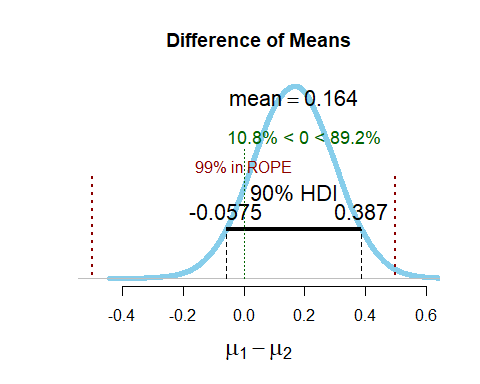 Difference of Means
mean = 0.164
10.8% < 0 < 89.2%
99% in ROPE
90% HDI
-0.0575 0.387
-0.4 -0.2 0.0 0.2 0.4 0.6
μ1 − μ2